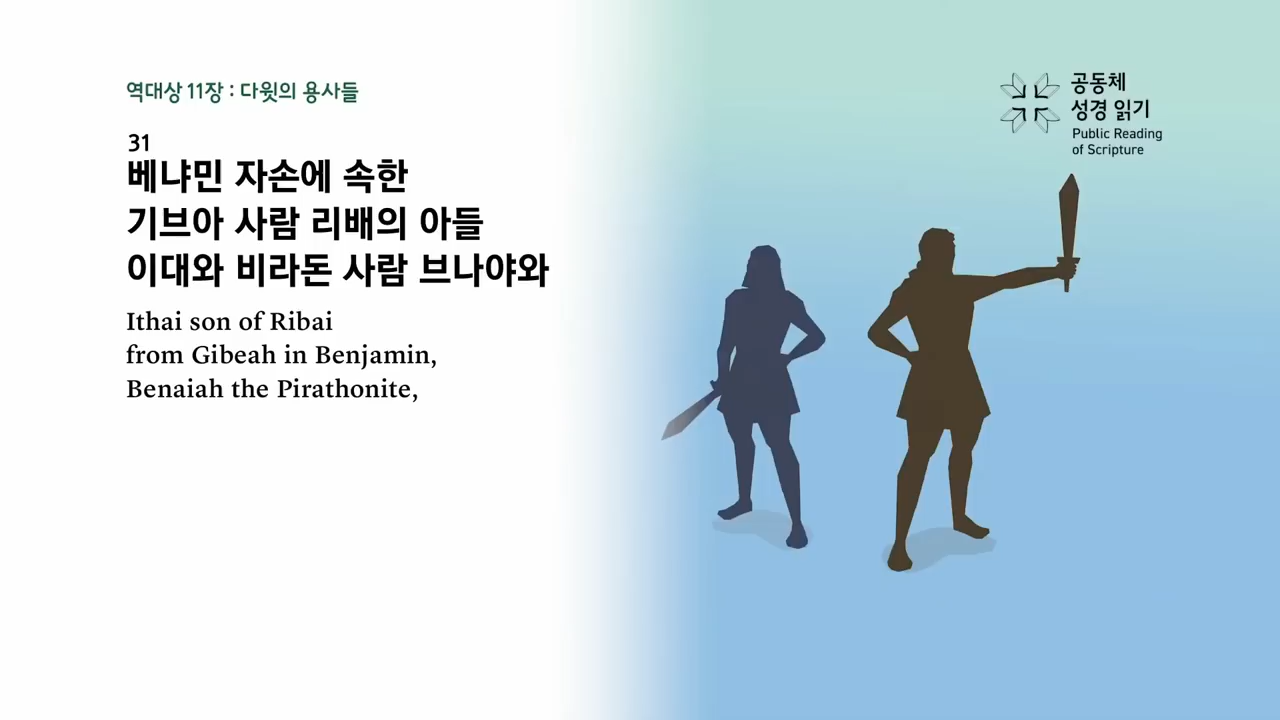 역대상 11장 : 다윗의 용사들
31
베냐민 자손에 속한
기브아 사람 리배의 아들
이대와 비라돈 사람 브나야와
Ithai son of Ribai
from Gibeah in Benjamin,
Benaiah the Pirathonite,
공동체
성경 읽기
Public Reading
of Scripture